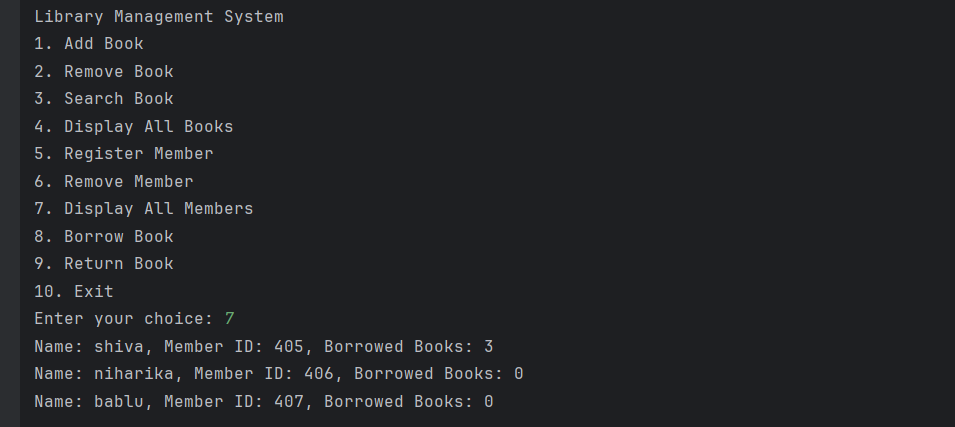 Library Management System
1. Add Book
2. Remove Book
3. Search Book
4. Display All Books
5. Register Member
6. Remove Member
7. Display All Members
8. Borrow Book
9. Return Book
10. Exit
Enter your choice: 7
Name: shiva, Member ID: 405, Borrowed Books: 3
Name: niharika, Member ID: 406, Borrowed Books: 0
Name: bablu, Member ID: 407, Borrowed Books: 0